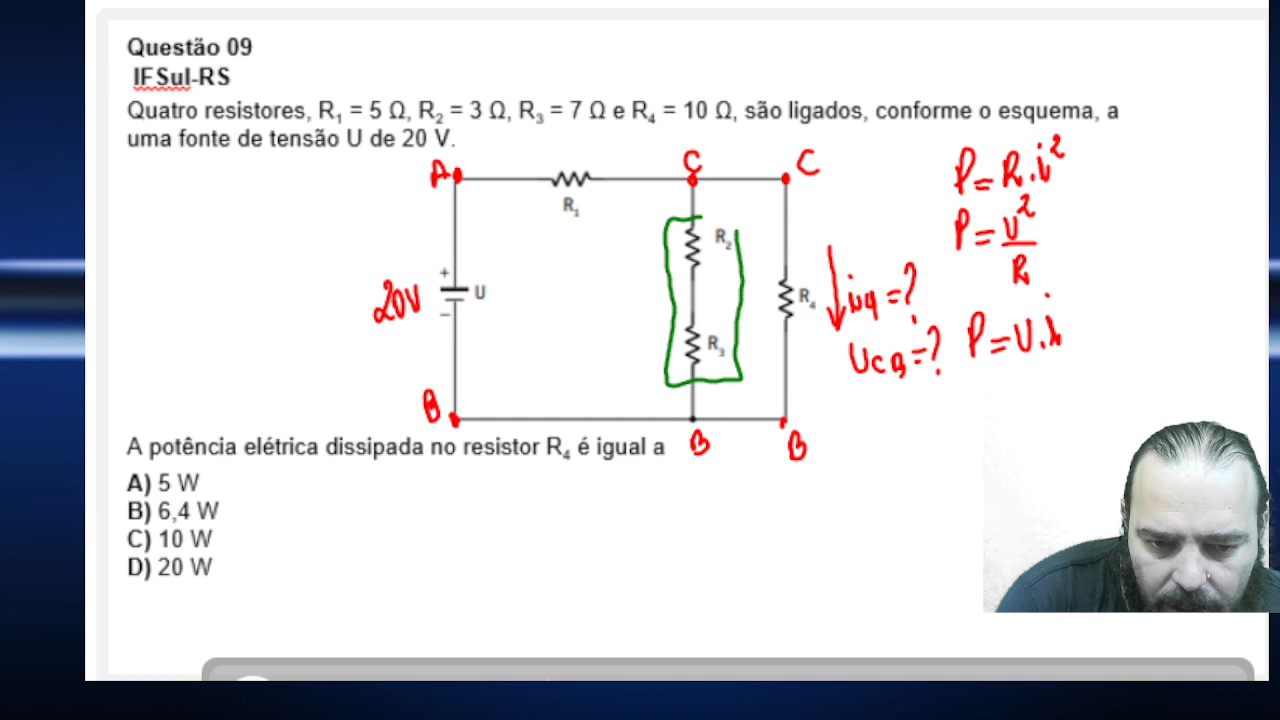 Questão 09
IFSul-RS
Quatro resistores, R₁ = 5 Ω, R₂ = 3 Ω, R₃ = 7 Ω e R₄ = 10 Ω, são ligados, conforme o esquema, a
uma fonte de tensão U de 20 V.
A
C
C
R₁
P=R.i²
R₂
P=U²/R
+
20V
U
R₄
i4=?
−
R₃
UCB=?
P=U.i
B
B
B
A potência elétrica dissipada no resistor R₄ é igual a
A) 5 W
B) 6,4 W
C) 10 W
D) 20 W